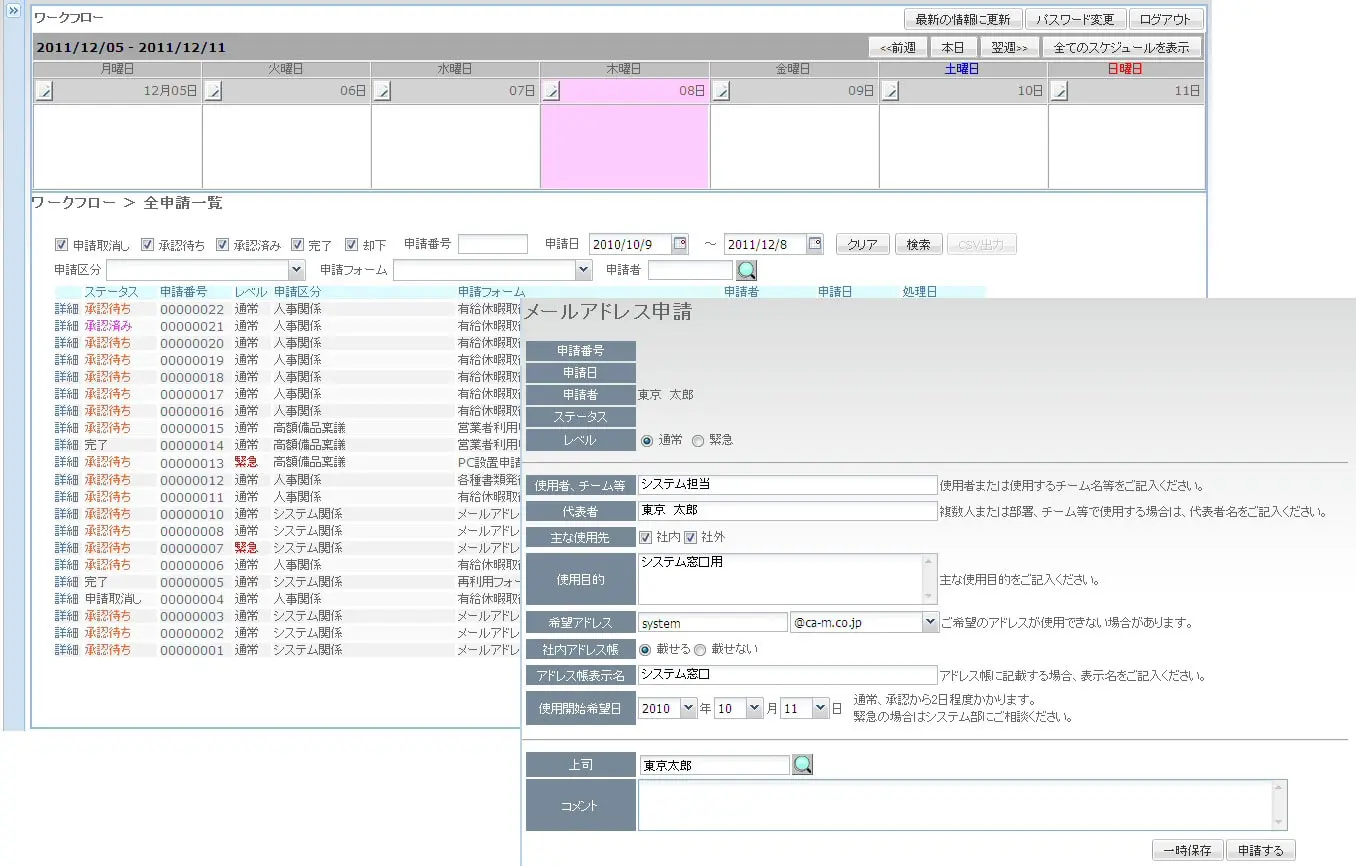 ワークフロー 最新の情報に更新 パスワード変更 ログアウト
2011/12/05 - 2011/12/11 <<前週 本日 翌週>> 全てのスケジュールを表示
月曜日 火曜日 水曜日 木曜日 金曜日 土曜日 日曜日
12月05日 06日 07日 08日 09日 10日 11日
ワークフロー > 全申請一覧
申請取消し 承認待ち 承認済み 完了 却下 申請番号 申請日 2010/10/9 ～ 2011/12/8 クリア 検索 CSV出力
申請区分 申請フォーム 申請者
ステータス 申請番号 レベル 申請区分 申請フォーム 申請者 申請日 処理日
詳細 承認待ち 00000022 通常 人事関係 有給休暇取
詳細 承認済み 00000021 通常 人事関係 有給休暇取
詳細 承認待ち 00000020 通常 人事関係 有給休暇取
詳細 承認待ち 00000019 通常 人事関係 有給休暇取
詳細 承認待ち 00000018 通常 人事関係 有給休暇取
詳細 承認待ち 00000017 通常 人事関係 有給休暇取
詳細 承認待ち 00000016 通常 人事関係 有給休暇取
詳細 承認待ち 00000015 通常 高額備品稟議 営業者利用
詳細 完了 00000014 通常 高額備品稟議 営業者利用
詳細 承認待ち 00000013 緊急 高額備品稟議 PC設置申請
詳細 承認待ち 00000012 通常 人事関係 各種書類発
詳細 承認待ち 00000011 通常 人事関係 有給休暇取
詳細 承認待ち 00000010 通常 システム関係 メールアドレ
詳細 承認待ち 00000008 通常 システム関係 メールアドレ
詳細 承認待ち 00000007 緊急 システム関係 メールアドレ
詳細 承認待ち 00000006 通常 人事関係 有給休暇取
詳細 完了 00000005 通常 システム関係 再利用フォー
詳細 申請取消し 00000004 通常 人事関係 有給休暇取
詳細 承認待ち 00000003 通常 システム関係 メールアドレ
詳細 承認待ち 00000002 通常 システム関係 メールアドレ
詳細 承認待ち 00000001 通常 システム関係 メールアドレ
メールアドレス申請
申請番号
申請日
申請者 東京 太郎
ステータス
レベル 通常 緊急
使用者、チーム等 システム担当 使用者または使用するチーム名等をご記入ください。
代表者 東京 太郎 複数人または部署、チーム等で使用する場合は、代表者名をご記入ください。
主な使用先 社内 社外
使用目的 システム窓口用 主な使用目的をご記入ください。
希望アドレス system @ca-m.co.jp ご希望のアドレスが使用できない場合があります。
社内アドレス帳 載せる 載せない
アドレス帳表示名 システム窓口 アドレス帳に記載する場合、表示名をご記入ください。
使用開始希望日 2010 年 10 月 11 日 通常、承認から2日程度かかります。
緊急の場合はシステム部にご相談ください。
上司 東京太郎
コメント
一時保存 申請する